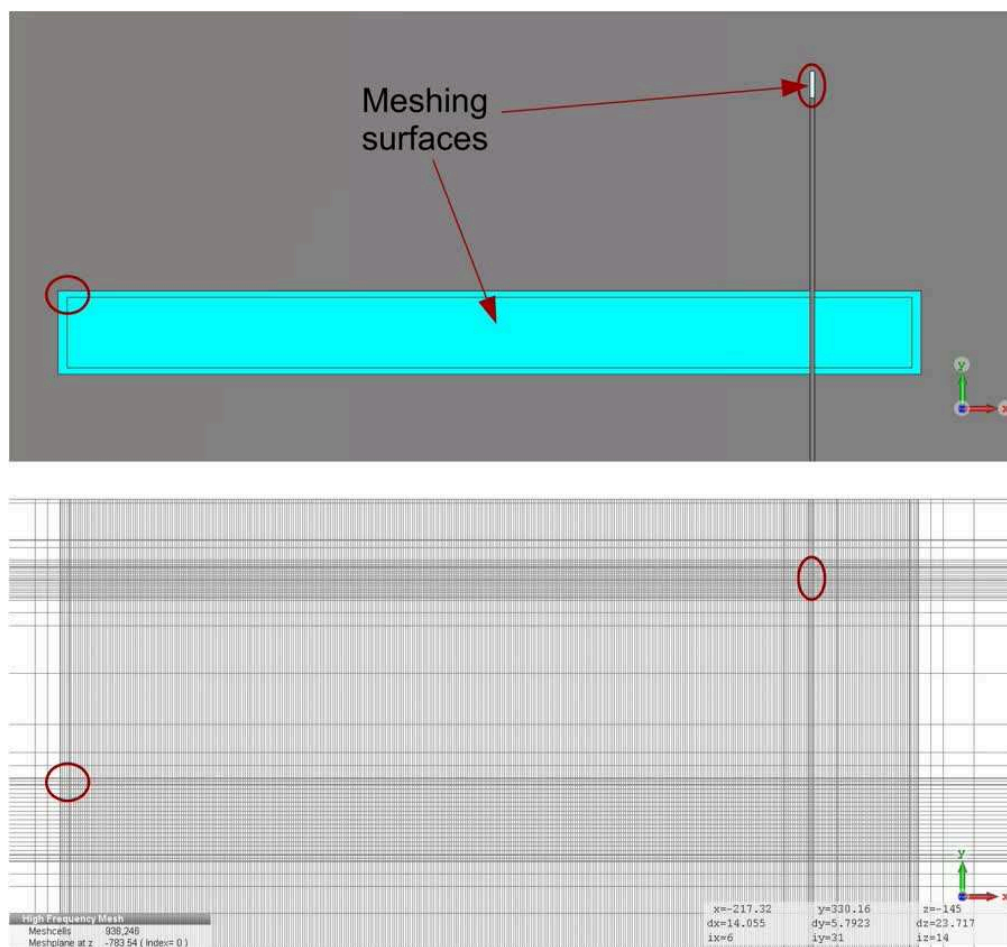 Meshing
surfaces
y
x
y
x
High Frequency Mesh
Meshcells 938,246
Meshplane at z -783.54 ( Index= 0 )
x=-217.32 y=330.16 z=-145
dx=14.055 dy=5.7923 dz=23.717
ix=6 iy=31 iz=14